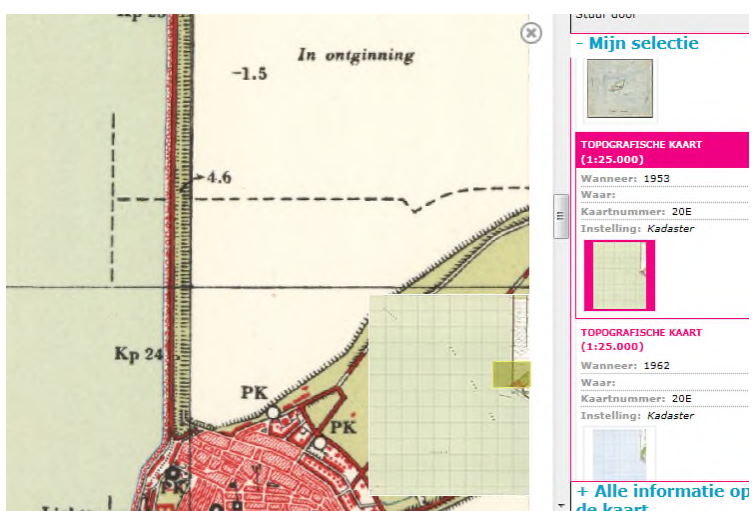 In ontginning
-1.5
4.6
Kp 24
PK
PK
PK
Stuur door
- Mijn selectie
TOPOGRAFISCHE KAART
(1:25.000)
Wanneer: 1953
Waar:
Kaartnummer: 20E
Instelling: Kadaster
TOPOGRAFISCHE KAART
(1:25.000)
Wanneer: 1962
Waar:
Kaartnummer: 20E
Instelling: Kadaster
+ Alle informatie op
de kaart